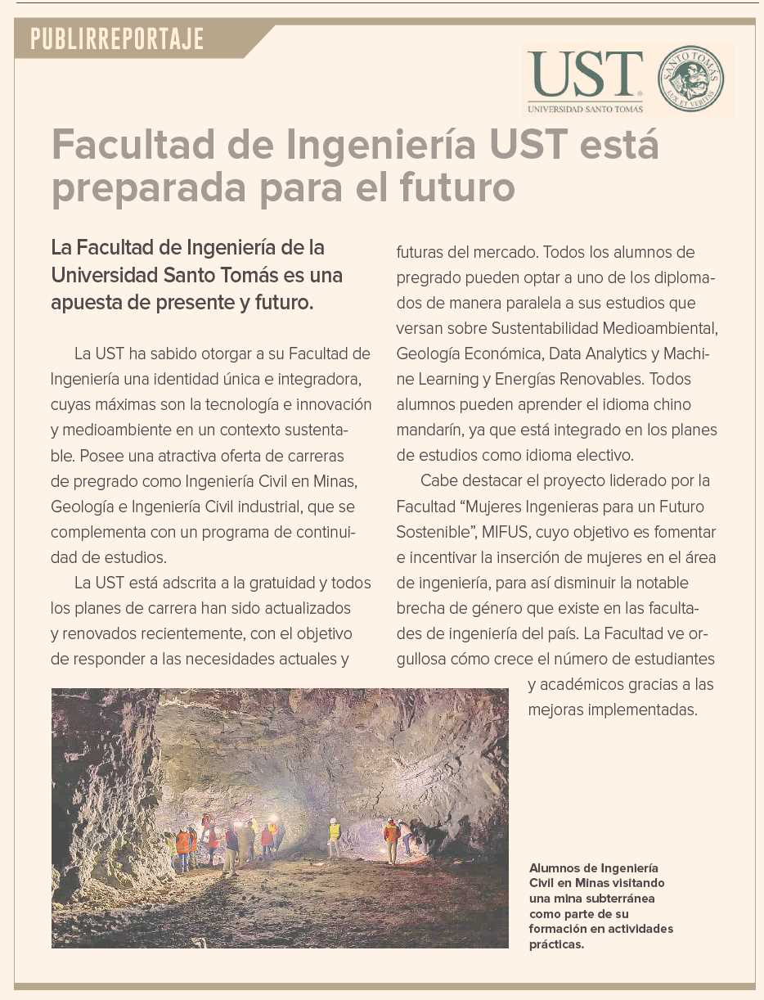 PUBLIRREPORTAJE
UST®
UNIVERSIDAD SANTO TOMÁS
SANTO TOMÁS
LUX ET VERITAS
Facultad de Ingeniería UST está
preparada para el futuro
La Facultad de Ingeniería de la
Universidad Santo Tomás es una
apuesta de presente y futuro.
La UST ha sabido otorgar a su Facultad de
Ingeniería una identidad única e integradora,
cuyas máximas son la tecnología e innovación
y medioambiente en un contexto sustenta-
ble. Posee una atractiva oferta de carreras
de pregrado como Ingeniería Civil en Minas,
Geología e Ingeniería Civil industrial, que se
complementa con un programa de continui-
dad de estudios.
La UST está adscrita a la gratuidad y todos
los planes de carrera han sido actualizados
y renovados recientemente, con el objetivo
de responder a las necesidades actuales y
futuras del mercado. Todos los alumnos de
pregrado pueden optar a uno de los diploma-
dos de manera paralela a sus estudios que
versan sobre Sustentabilidad Medioambiental,
Geología Económica, Data Analytics y Machi-
ne Learning y Energías Renovables. Todos
alumnos pueden aprender el idioma chino
mandarín, ya que está integrado en los planes
de estudios como idioma electivo.
Cabe destacar el proyecto liderado por la
Facultad “Mujeres Ingenieras para un Futuro
Sostenible”, MIFUS, cuyo objetivo es fomentar
e incentivar la inserción de mujeres en el área
de ingeniería, para así disminuir la notable
brecha de género que existe en las faculta-
des de ingeniería del país. La Facultad ve or-
gullosa cómo crece el número de estudiantes
y académicos gracias a las
mejoras implementadas.
Alumnos de Ingeniería
Civil en Minas visitando
una mina subterránea
como parte de su
formación en actividades
prácticas.